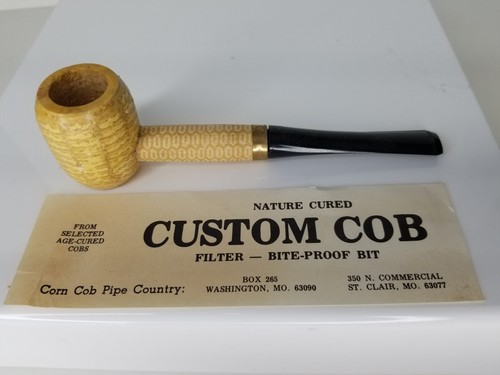 NATURE CURED
FROM
SELECTED
AGE-CURED
COBS
CUSTOM COB
FILTER — BITE-PROOF BIT
Corn Cob Pipe Country:
BOX 265
WASHINGTON, MO. 63090
350 N. COMMERCIAL
ST. CLAIR, MO. 63077